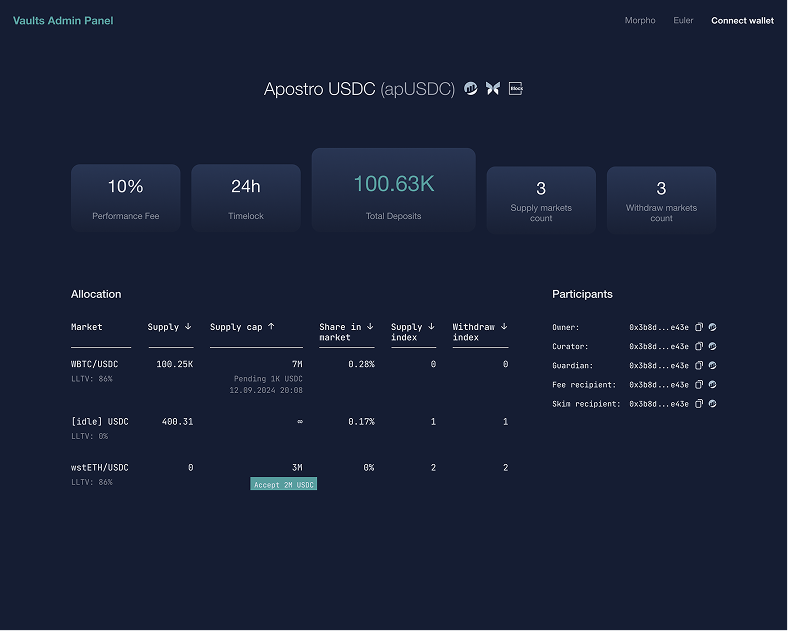 Vaults Admin Panel
Morpho Euler Connect wallet
Apostro USDC (apUSDC) Block
10%
Performance Fee
24h
Timelock
100.63K
Total Deposits
3
Supply markets
count
3
Withdraw markets
count
Allocation
Market Supply ↓ Supply cap ↑ Share in ↓ Supply ↓ Withdraw ↓
market index index
WBTC/USDC 100.25K 7M 0.28% 0 0
LLTV: 86% Pending 1K USDC
12.09.2024 20:08
[idle] USDC 400.31 ∞ 0.17% 1 1
LLTV: 0%
wstETH/USDC 0 3M 0% 2 2
LLTV: 86% Accept 2M USDC
Participants
Owner: 0x3b8d...e43e
Curator: 0x3b8d...e43e
Guardian: 0x3b8d...e43e
Fee recipient: 0x3b8d...e43e
Skim recipient: 0x3b8d...e43e